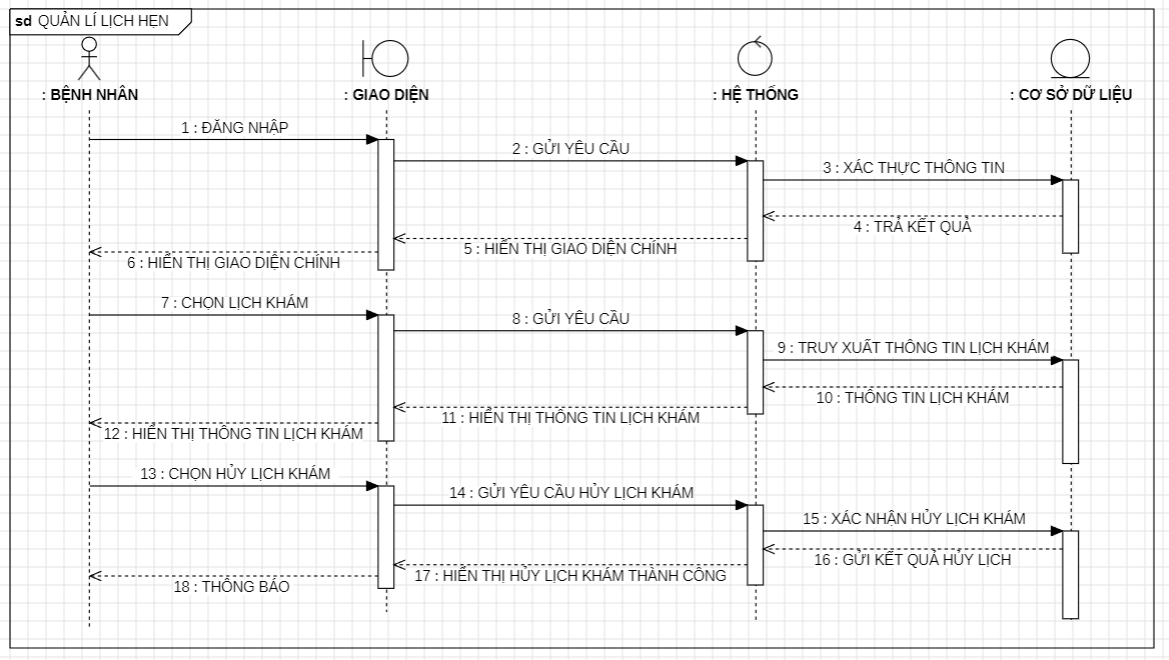 sd QUẢN LÍ LỊCH HẸN
: BỆNH NHÂN
: GIAO DIỆN
: HỆ THỐNG
: CƠ SỞ DỮ LIỆU
1 : ĐĂNG NHẬP
2 : GỬI YÊU CẦU
3 : XÁC THỰC THÔNG TIN
4 : TRẢ KẾT QUẢ
5 : HIỂN THỊ GIAO DIỆN CHÍNH
6 : HIỂN THỊ GIAO DIỆN CHÍNH
7 : CHỌN LỊCH KHÁM
8 : GỬI YÊU CẦU
9 : TRUY XUẤT THÔNG TIN LỊCH KHÁM
10 : THÔNG TIN LỊCH KHÁM
11 : HIỂN THỊ THÔNG TIN LỊCH KHÁM
12 : HIỂN THỊ THÔNG TIN LỊCH KHÁM
13 : CHỌN HỦY LỊCH KHÁM
14 : GỬI YÊU CẦU HỦY LỊCH KHÁM
15 : XÁC NHẬN HỦY LỊCH KHÁM
16 : GỬI KẾT QUẢ HỦY LỊCH
17 : HIỂN THỊ HỦY LỊCH KHÁM THÀNH CÔNG
18 : THÔNG BÁO